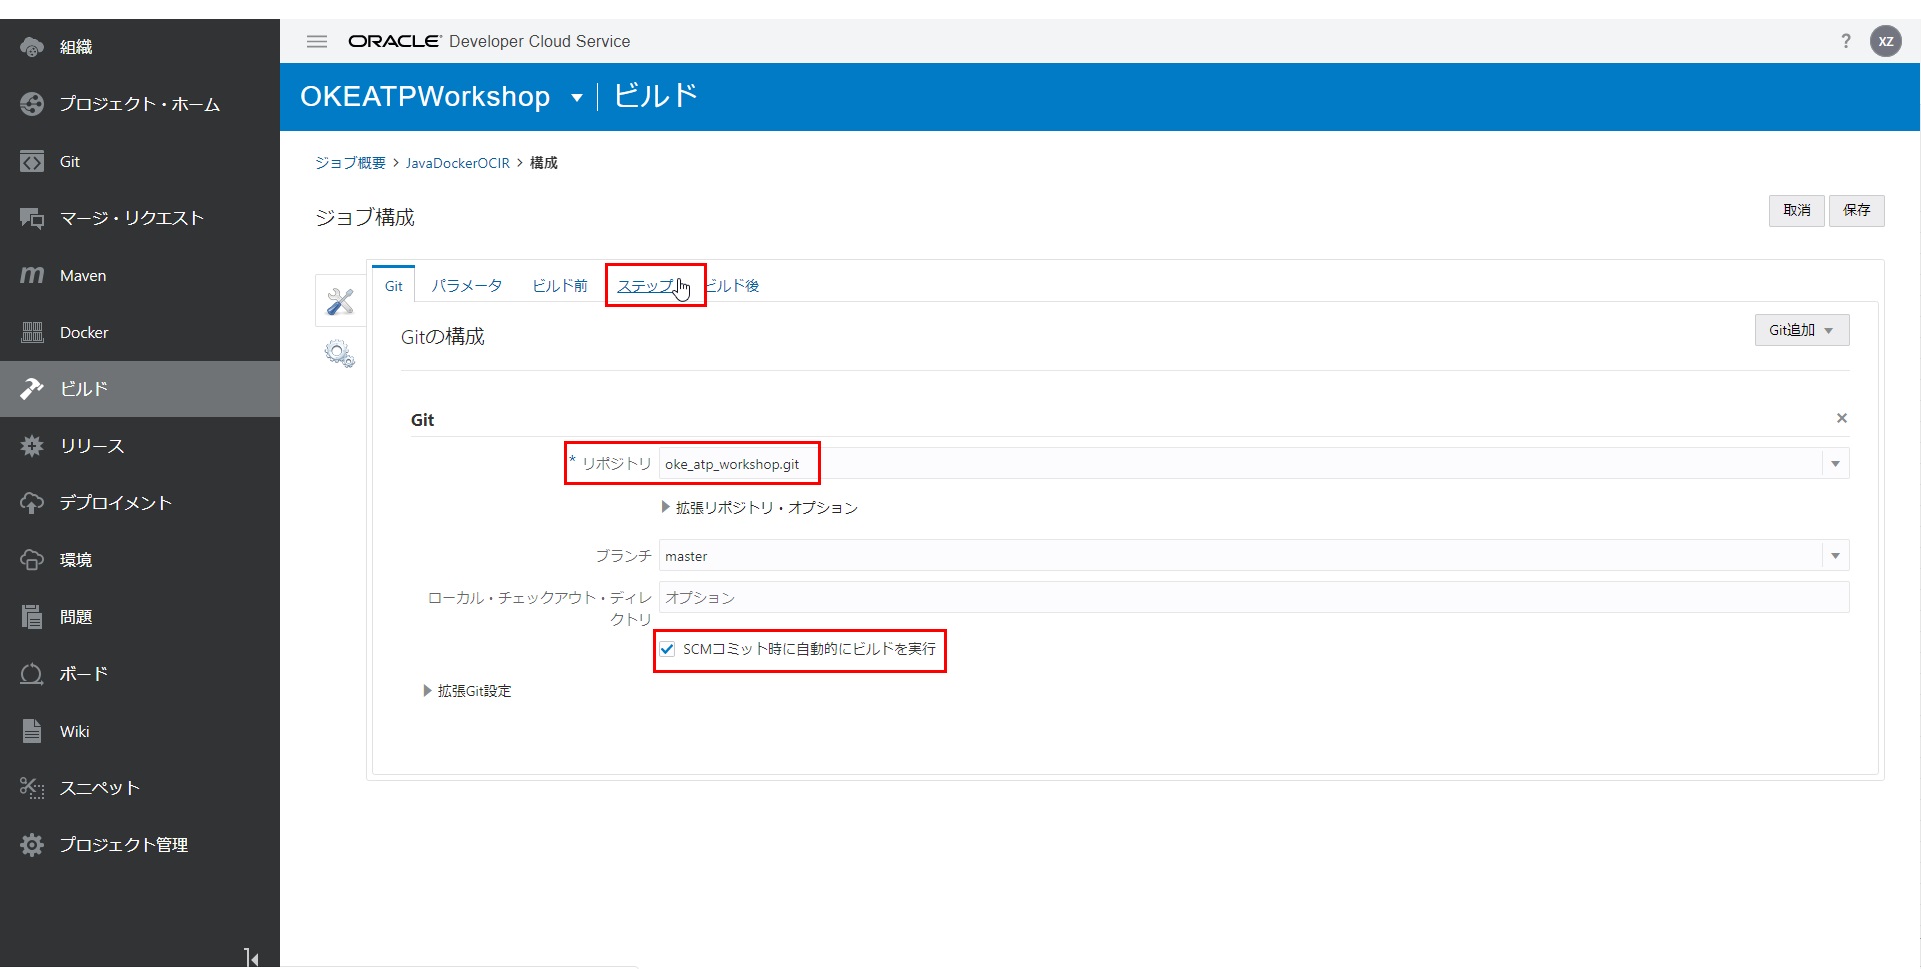 組織
プロジェクト・ホーム
Git
マージ・リクエスト
Maven
Docker
ビルド
リリース
デプロイメント
環境
問題
ボード
Wiki
スニペット
プロジェクト管理
ORACLE Developer Cloud Service
? XZ
OKEATPWorkshop ビルド
ジョブ概要 > JavaDockerOCIR > 構成
ジョブ構成
取消 保存
Git パラメータ ビルド前 ステップ ビルド後
Gitの構成
Git追加
Git
* リポジトリ oke_atp_workshop.git
拡張リポジトリ・オプション
ブランチ master
ローカル・チェックアウト・ディレ
クトリ
オプション
SCMコミット時に自動的にビルドを実行
拡張Git設定